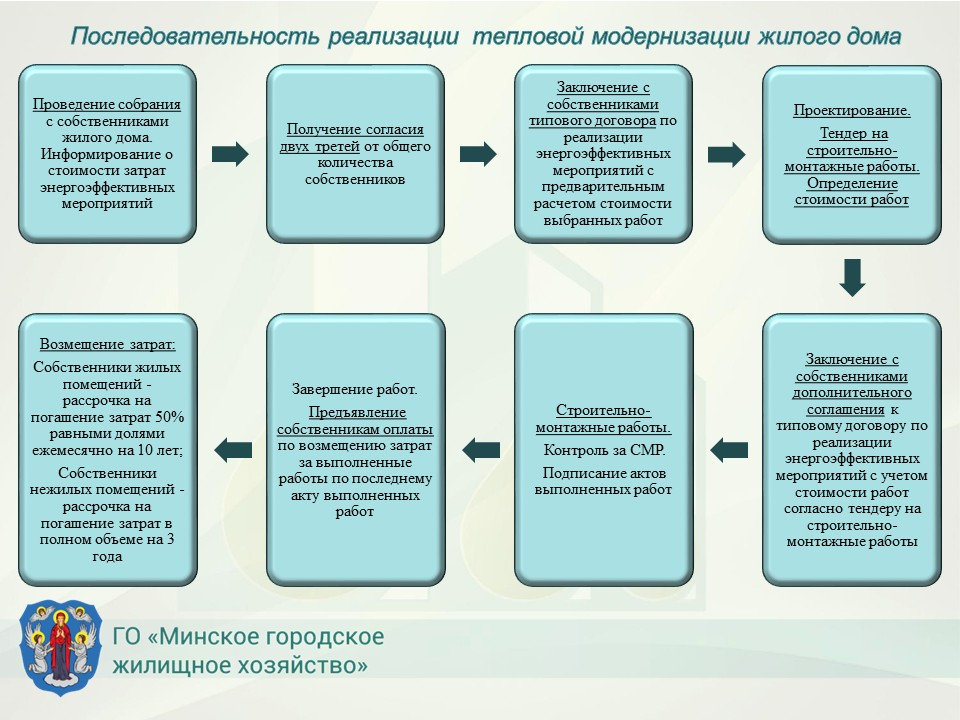 Последовательность реализации тепловой модернизации жилого дома
Проведение собрания
с собственниками
жилого дома.
Информирование о
стоимости затрат
энергоэффективных
мероприятий
Получение согласия
двух третей от общего
количества
собственников
Заключение с
собственниками
типового договора по
реализации
энергоэффективных
мероприятий с
предварительным
расчетом стоимости
выбранных работ
Проектирование.
Тендер на
строительно-
монтажные работы.
Определение
стоимости работ
Заключение с
собственниками
дополнительного
соглашения к
типовому договору по
реализации
энергоэффективных
мероприятий с учетом
стоимости работ
согласно тендеру на
строительно-
монтажные работы
Строительно-
монтажные работы.
Контроль за СМР.
Подписание актов
выполненных работ
Завершение работ.
Предъявление
собственникам оплаты
по возмещению затрат
за выполненные
работы по последнему
акту выполненных
работ
Возмещение затрат:
Собственники жилых
помещений -
рассрочка на
погашение затрат 50%
равными долями
ежемесячно на 10 лет;
Собственники
нежилых помещений -
рассрочка на
погашение затрат в
полном объеме на 3
года
ГО «Минское городское
жилищное хозяйство»